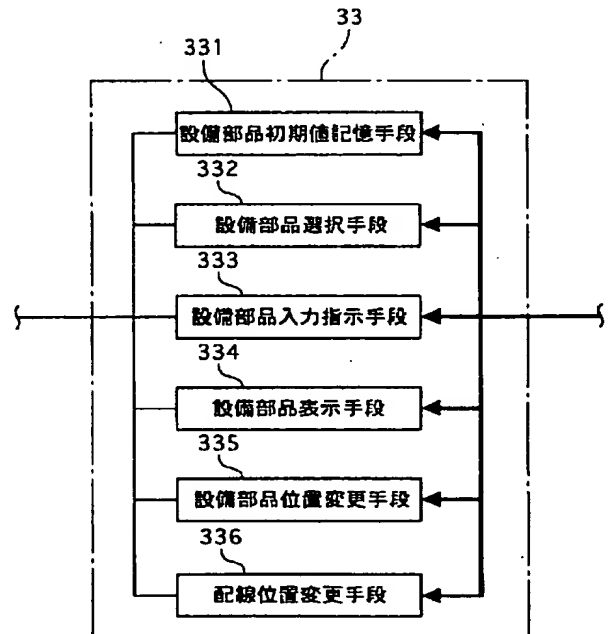 33
331
設備部品初期値記憶手段
332
設備部品選択手段
333
設備部品入力指示手段
334
設備部品表示手段
335
設備部品位置変更手段
336
配線位置変更手段